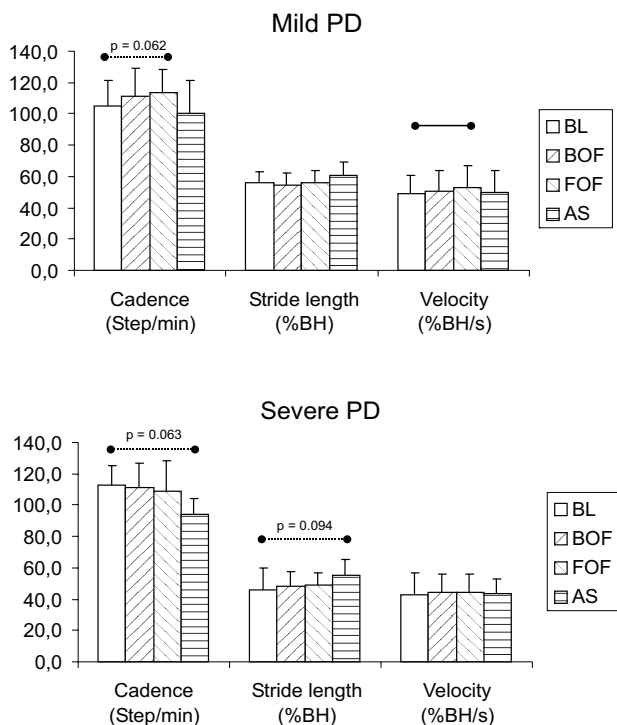 Mild PD
140,0
120,0
100,0
80,0
60,0
40,0
20,0
0,0
p = 0.062
Cadence
(Step/min)
Stride length
(%BH)
Velocity
(%BH/s)
BL
BOF
FOF
AS
Severe PD
140,0
120,0
100,0
80,0
60,0
40,0
20,0
0,0
p = 0.063
p = 0.094
Cadence
(Step/min)
Stride length
(%BH)
Velocity
(%BH/s)
BL
BOF
FOF
AS